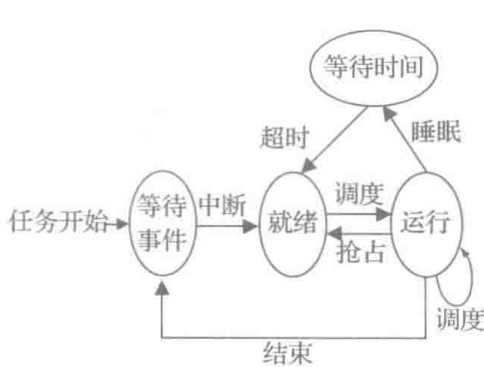 等待时间
超时
睡眠
任务开始
等待
事件
中断
就绪
调度
抢占
运行
调度
结束